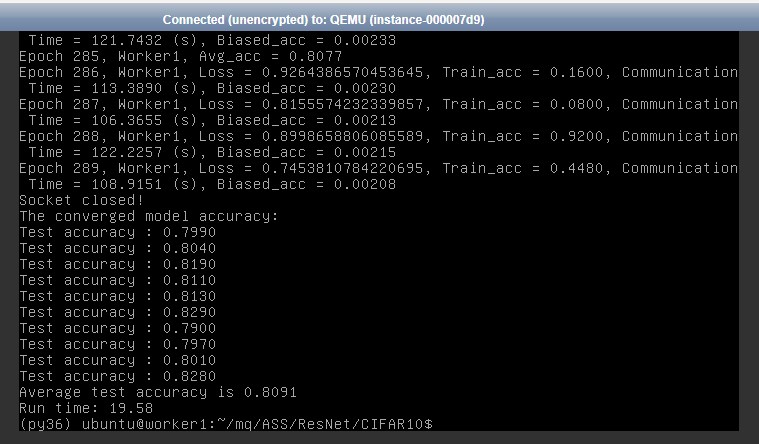 Connected (unencrypted) to: QEMU (instance-000007d9)
Time = 121.7432 (s), Biased_acc = 0.00233
Epoch 285, Worker1, Avg_acc = 0.8077
Epoch 286, Worker1, Loss = 0.9264386570453645, Train_acc = 0.1600, Communication
Time = 113.3890 (s), Biased_acc = 0.00230
Epoch 287, Worker1, Loss = 0.8155574232339857, Train_acc = 0.0800, Communication
Time = 106.3655 (s), Biased_acc = 0.00213
Epoch 288, Worker1, Loss = 0.8998658806085589, Train_acc = 0.9200, Communication
Time = 122.2257 (s), Biased_acc = 0.00215
Epoch 289, Worker1, Loss = 0.7453810784220695, Train_acc = 0.4480, Communication
Time = 108.9151 (s), Biased_acc = 0.00208
Socket closed!
The converged model accuracy:
Test accuracy : 0.7990
Test accuracy : 0.8040
Test accuracy : 0.8190
Test accuracy : 0.8110
Test accuracy : 0.8130
Test accuracy : 0.8290
Test accuracy : 0.7900
Test accuracy : 0.7970
Test accuracy : 0.8010
Test accuracy : 0.8280
Average test accuracy is 0.8091
Run time: 19.58
(py36) ubuntu@worker1:~/mq/ASS/ResNet/CIFAR10$